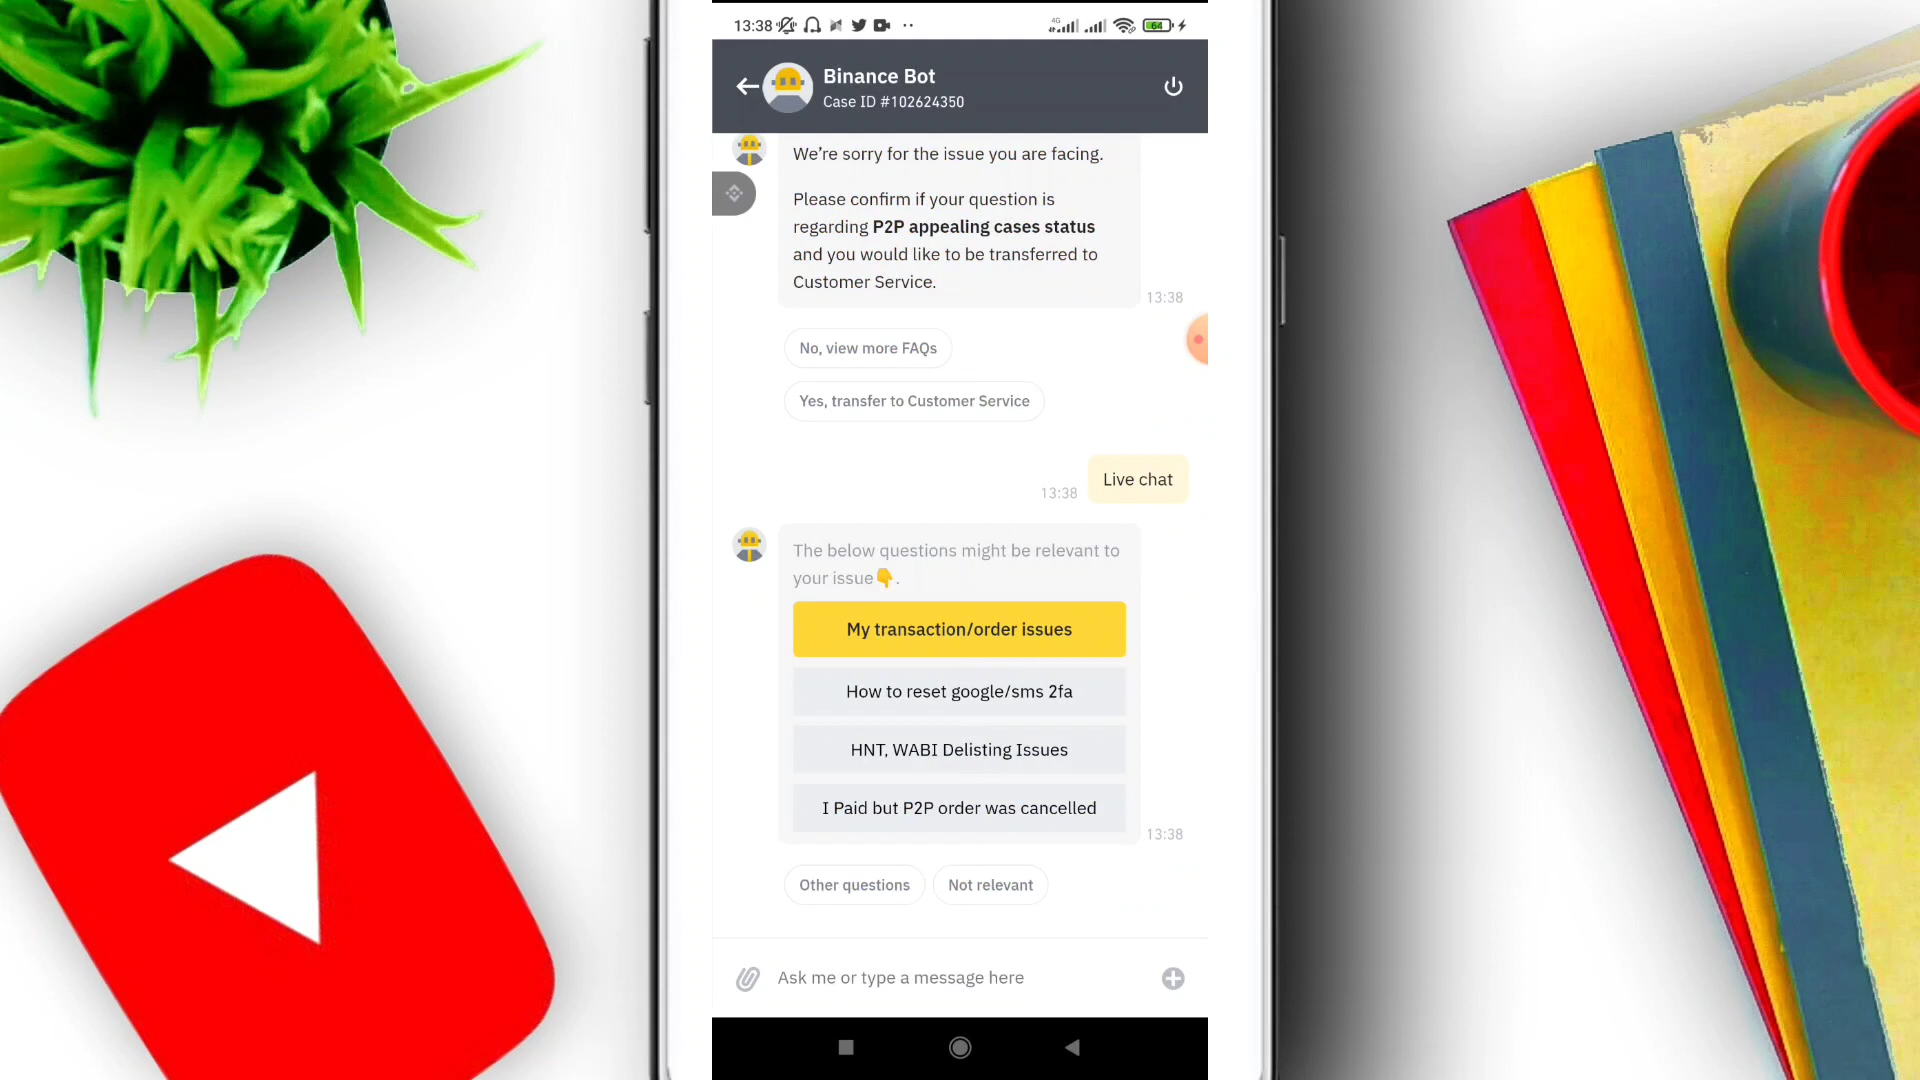 13:38
4G
64
Binance Bot
Case ID #102624350
We’re sorry for the issue you are facing.
Please confirm if your question is
regarding P2P appealing cases status
and you would like to be transferred to
Customer Service.
13:38
No, view more FAQs
Yes, transfer to Customer Service
Live chat
13:38
The below questions might be relevant to
your issue👇.
My transaction/order issues
How to reset google/sms 2fa
HNT, WABI Delisting Issues
I Paid but P2P order was cancelled
13:38
Other questions
Not relevant
Ask me or type a message here